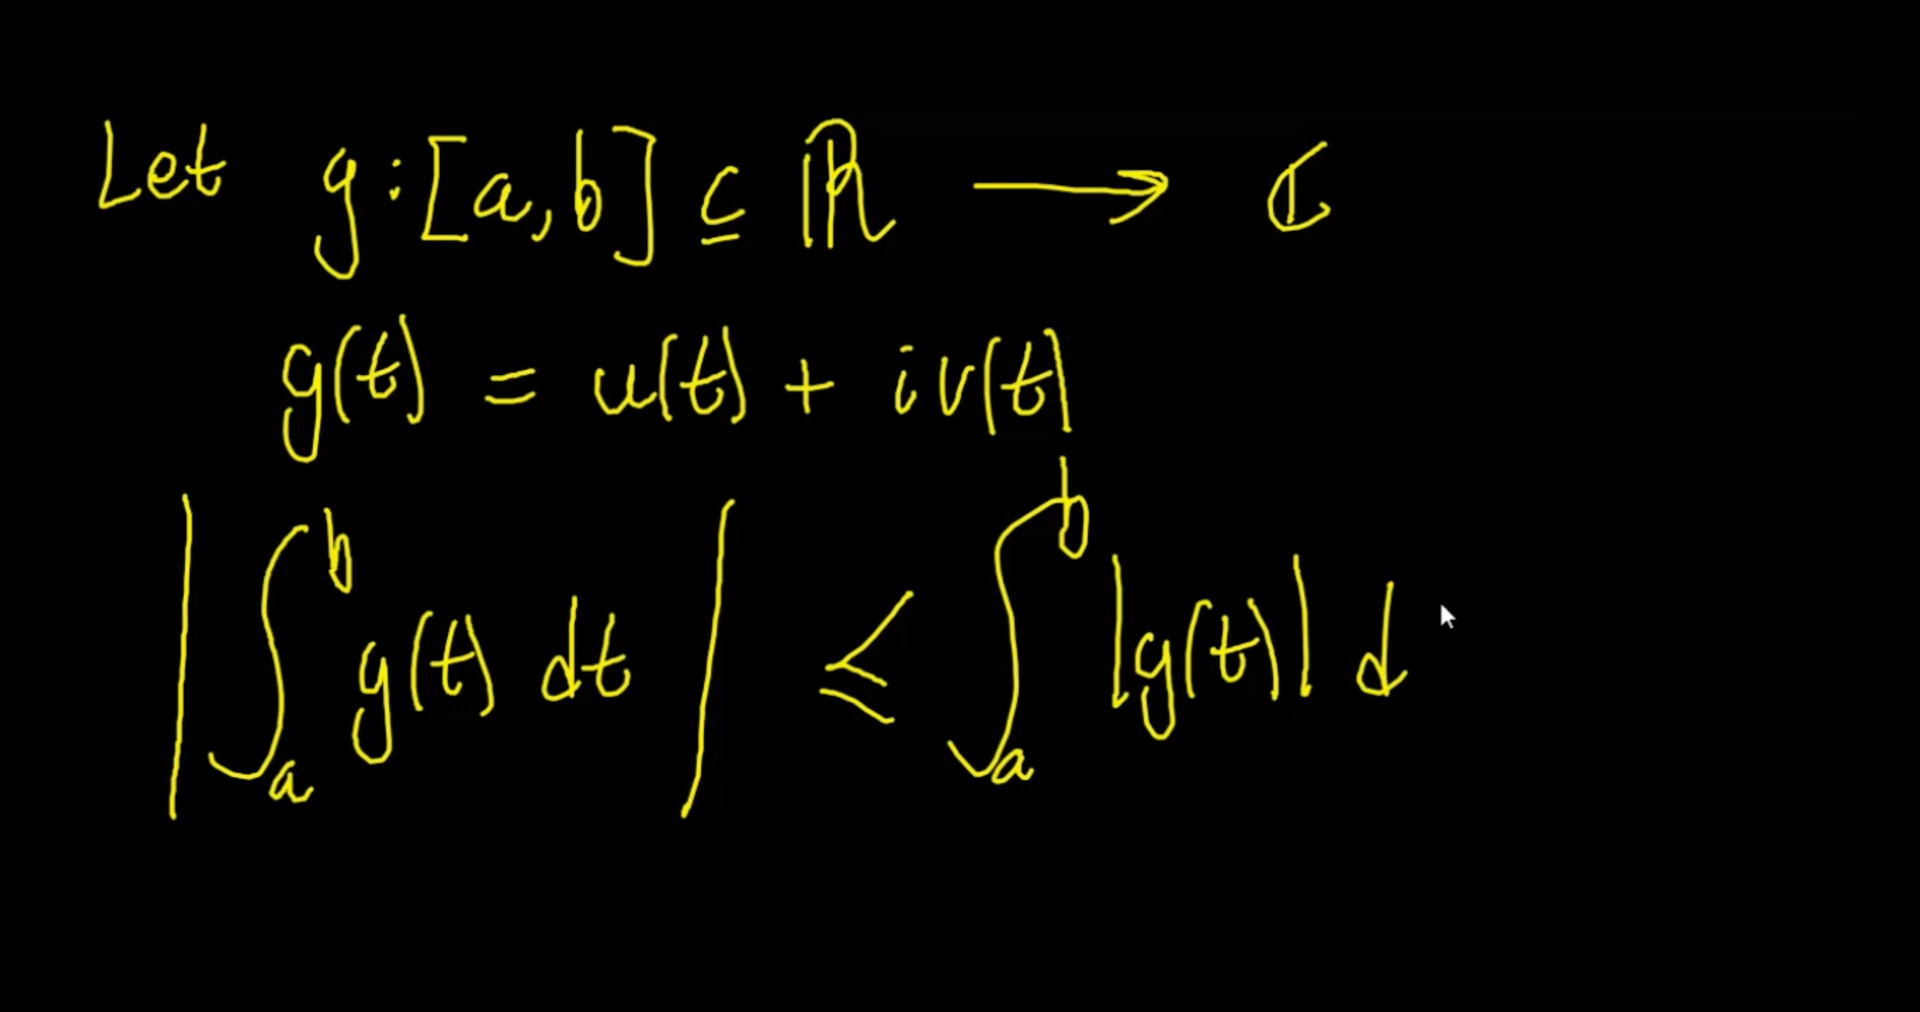 Let g:[a,b] ⊆ ℝ ⟶ ℂ
g(t) = u(t) + iv(t)
|∫_a^b g(t) dt| ≤ ∫_a^b |g(t)| d